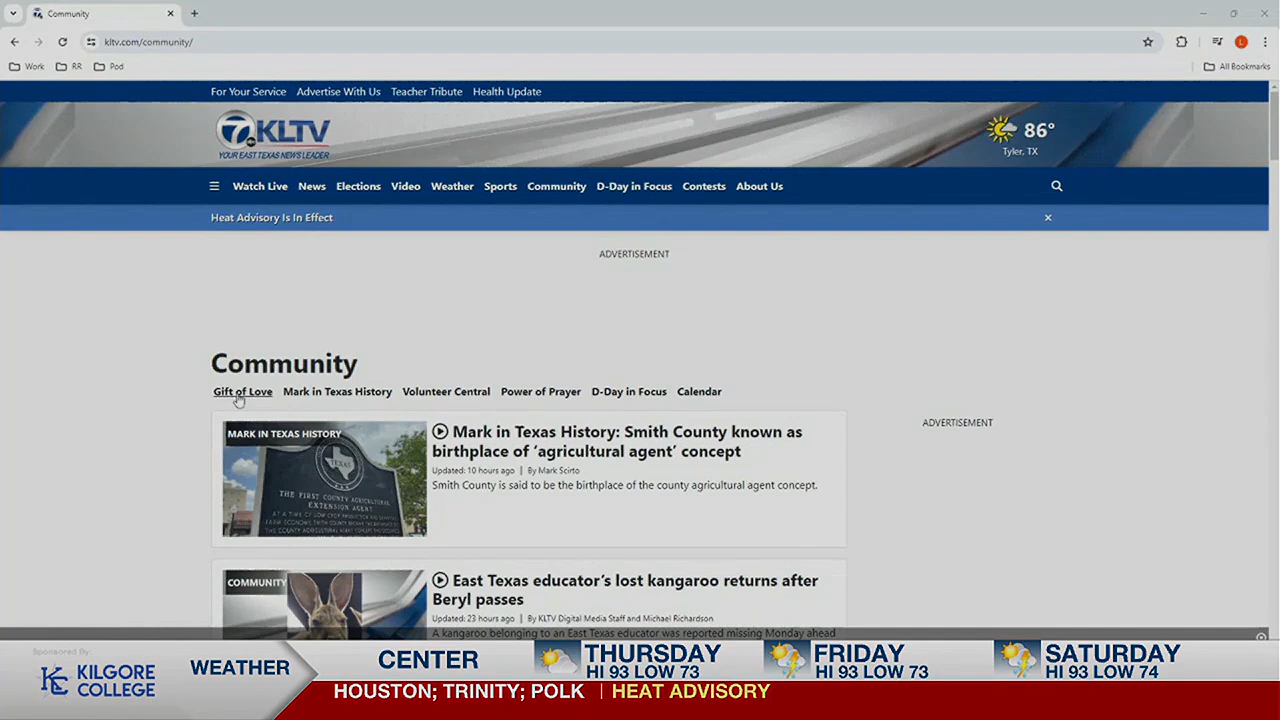 Community
kltv.com/community/
Work RR Pod All Bookmarks
For Your Service Advertise With Us Teacher Tribute Health Update
7 KLTV
abc
YOUR EAST TEXAS NEWS LEADER
86°
Tyler, TX
Watch Live News Elections Video Weather Sports Community D-Day in Focus Contests About Us
Heat Advisory Is In Effect
ADVERTISEMENT
Community
Gift of Love Mark in Texas History Volunteer Central Power of Prayer D-Day in Focus Calendar
MARK IN TEXAS HISTORY
TEXAS
THE FIRST COUNTY AGRICULTURAL
EXTENSION AGENT
Mark in Texas History: Smith County known as
birthplace of ‘agricultural agent’ concept
Updated: 10 hours ago | By Mark Scirto
Smith County is said to be the birthplace of the county agricultural agent concept.
ADVERTISEMENT
COMMUNITY
East Texas educator’s lost kangaroo returns after
Beryl passes
Updated: 23 hours ago | By KLTV Digital Media Staff and Michael Richardson
A kangaroo belonging to an East Texas educator was reported missing Monday ahead
Sponsored By:
KC KILGORE
COLLEGE
WEATHER
CENTER
THURSDAY
HI 93 LOW 73
FRIDAY
HI 93 LOW 73
SATURDAY
HI 93 LOW 74
HOUSTON; TRINITY; POLK | HEAT ADVISORY